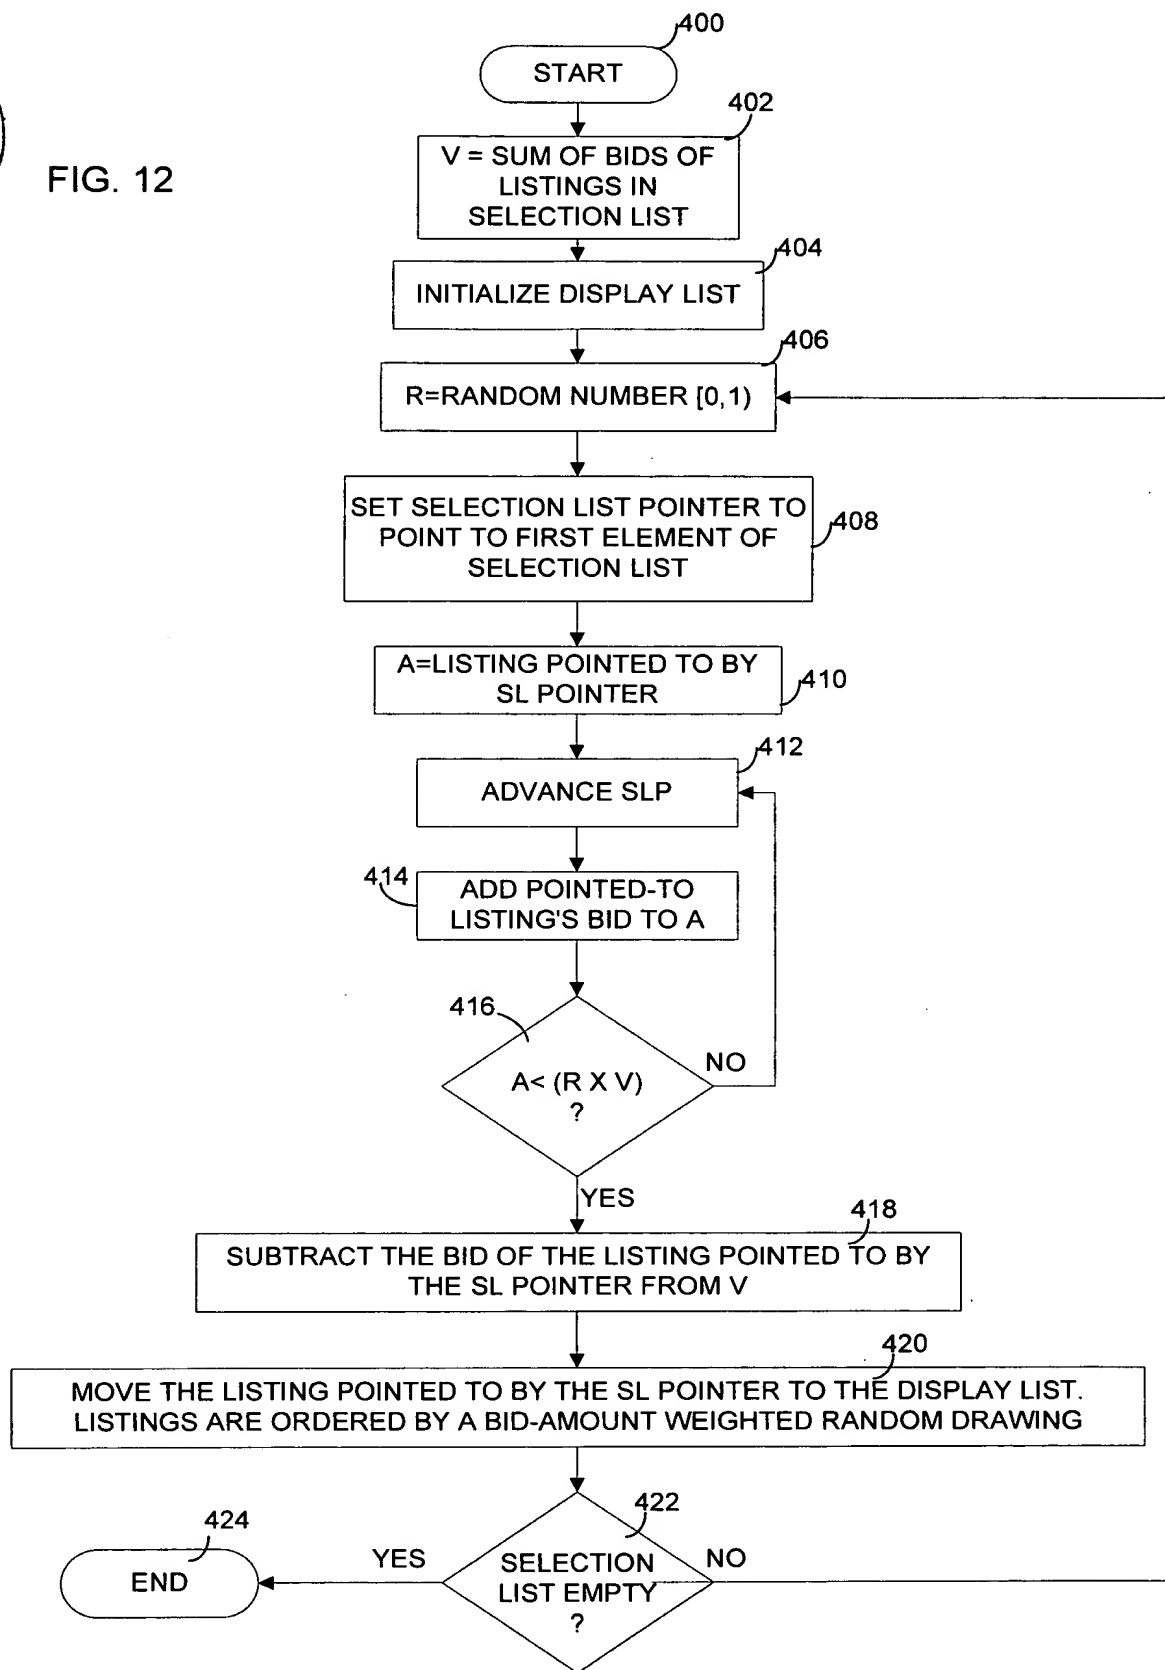 400
START
402
V = SUM OF BIDS OF
LISTINGS IN
SELECTION LIST
FIG. 12
404
INITIALIZE DISPLAY LIST
406
R=RANDOM NUMBER [0,1)
SET SELECTION LIST POINTER TO
POINT TO FIRST ELEMENT OF
SELECTION LIST
408
A=LISTING POINTED TO BY
SL POINTER
410
412
ADVANCE SLP
414
ADD POINTED-TO
LISTING'S BID TO A
416
A< (R X V)
?
NO
YES
418
SUBTRACT THE BID OF THE LISTING POINTED TO BY
THE SL POINTER FROM V
420
MOVE THE LISTING POINTED TO BY THE SL POINTER TO THE DISPLAY LIST.
LISTINGS ARE ORDERED BY A BID-AMOUNT WEIGHTED RANDOM DRAWING
422
424
YES
SELECTION
LIST EMPTY
?
NO
END